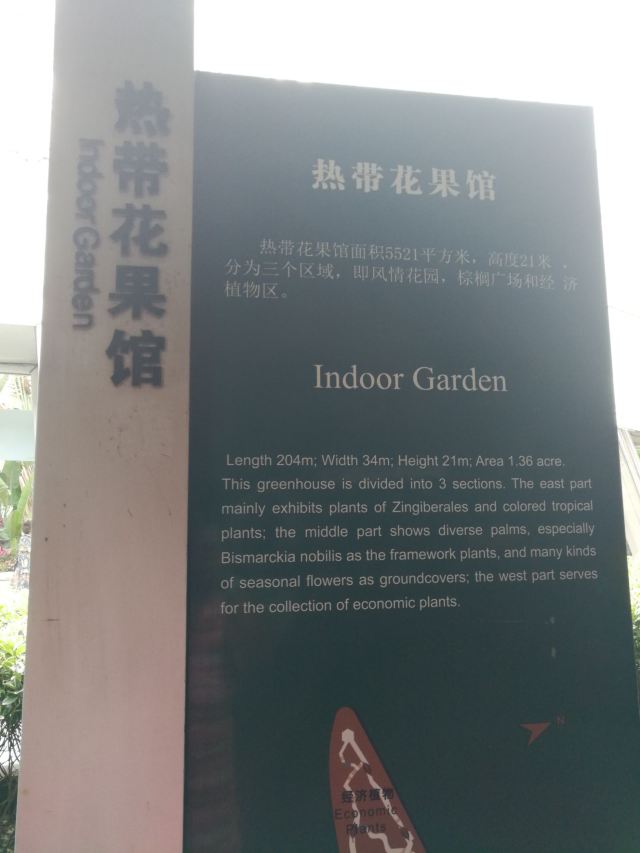 热带花果馆
Indoor Garden
热带花果馆
热带花果馆面积5521平方米，高度21米，
分为三个区域，即风情花园，棕榈广场和经 济
植物区。
Indoor Garden
Length 204m; Width 34m; Height 21m; Area 1.36 acre.
This greenhouse is divided into 3 sections. The east part
mainly exhibits plants of Zingiberales and colored tropical
plants; the middle part shows diverse palms, especially
Bismarckia nobilis as the framework plants, and many kinds
of seasonal flowers as groundcovers; the west part serves
for the collection of economic plants.
N
经济植物
Economic
Plants